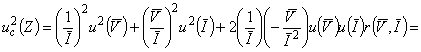 u_c^2(Z) = (1/Ī)^2 u^2(V̄) + (V̄/Ī)^2 u^2(Ī) + 2(1/Ī)(-V̄/Ī^2) u(V̄)u(Ī)r(V̄, Ī) =